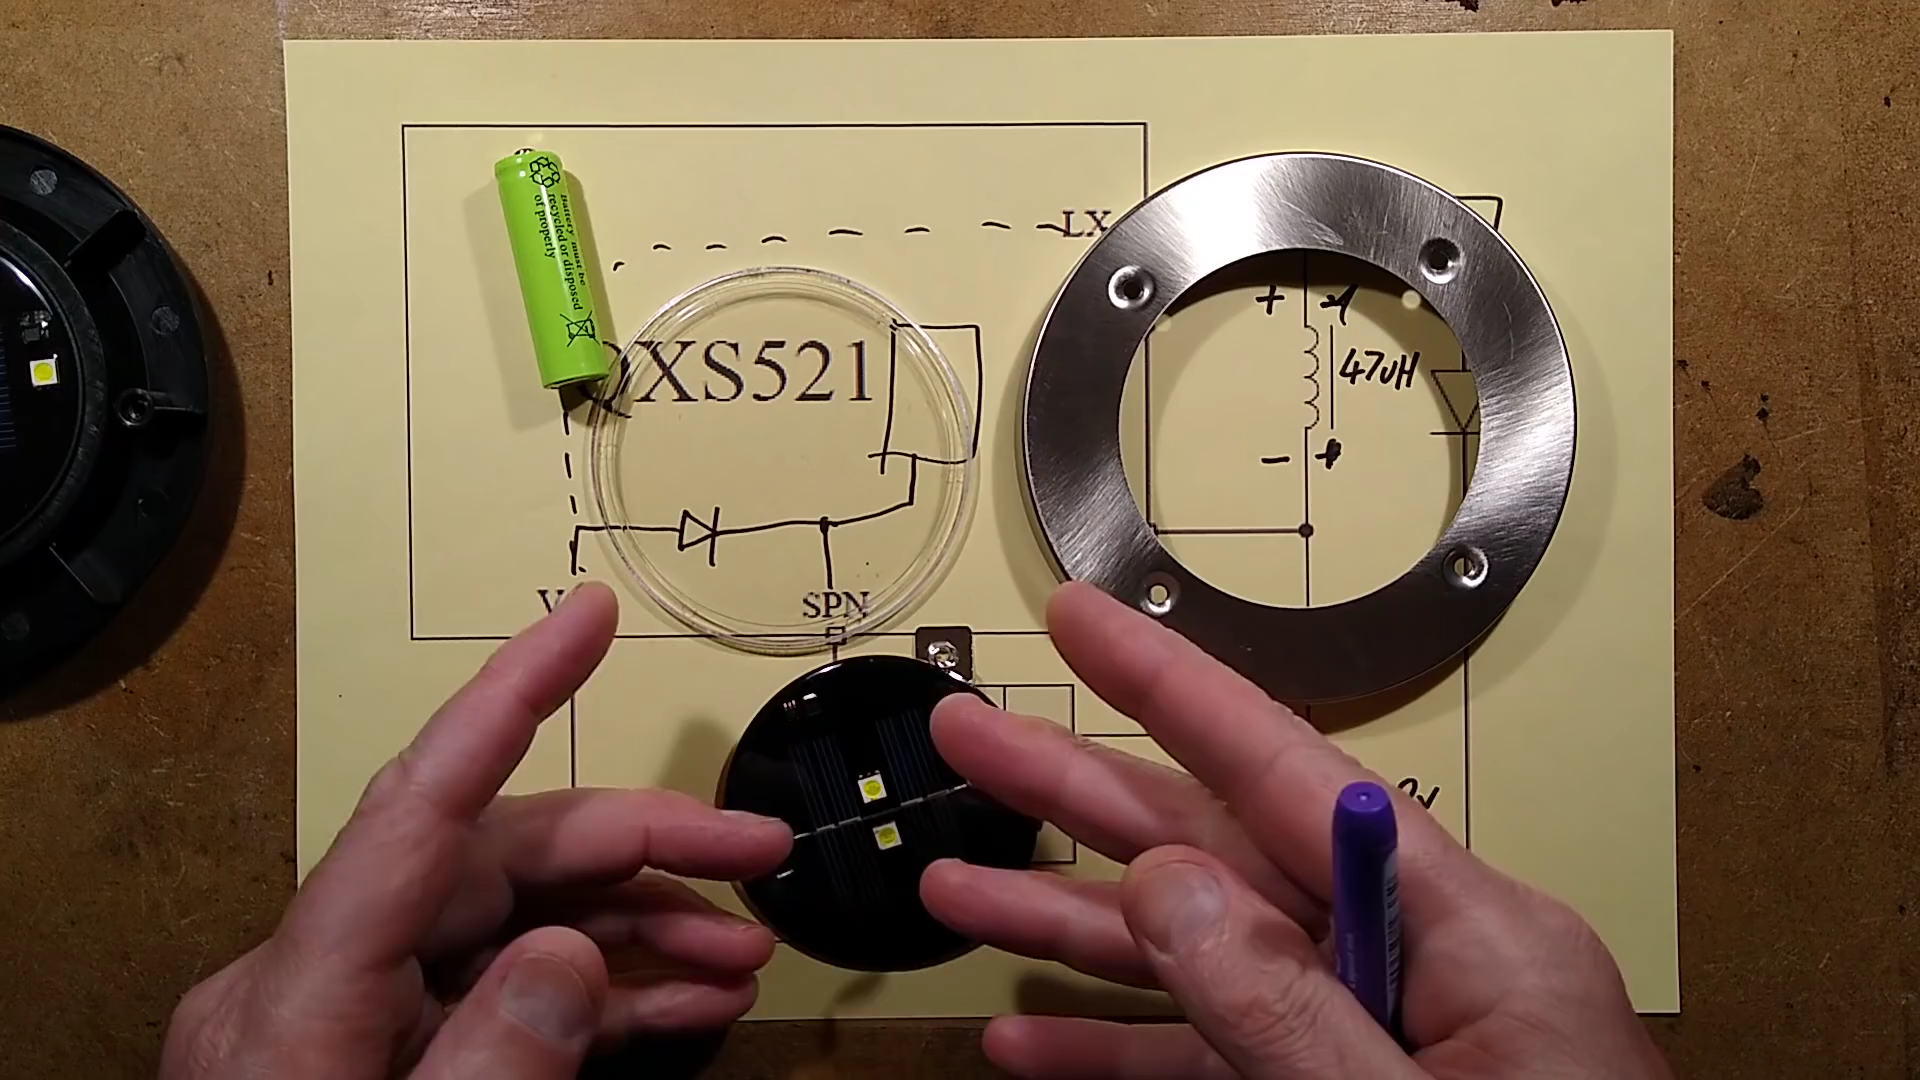 Battery must be
recycled or disposed
of properly
LX
QXS521
+
47uH
-
+
SPN